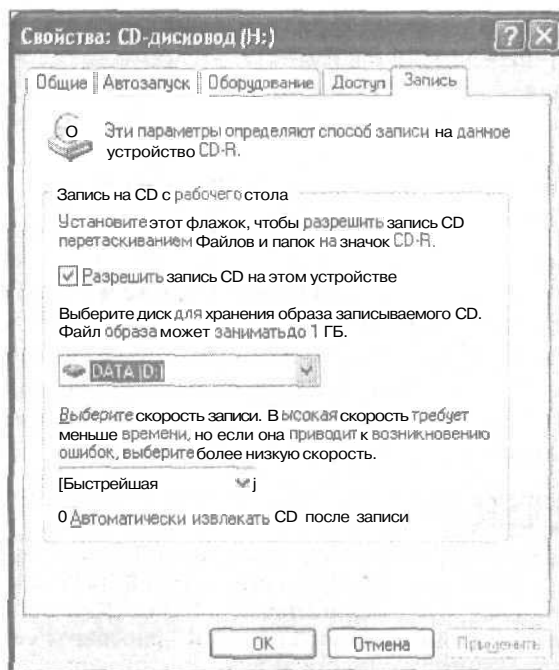 Свойства: CD-дисковод (H:)
Общие Автозапуск Оборудование Доступ Запись
Эти параметры определяют способ записи на данное
устройство CD-R.
Запись на CD с рабочего стола
Установите этот флажок, чтобы разрешить запись CD
перетаскиванием файлов и папок на значок CD-R.
Разрешить запись CD на этом устройстве
Выберите диск для хранения образа записываемого CD.
Файл образа может занимать до 1 ГБ.
DATA (D:)
Выберите скорость записи. Высокая скорость требует
меньше времени, но если она приводит к возникновению
ошибок, выберите более низкую скорость.
[Быстрейшая j
0 Автоматически извлекать CD после записи
OK Отмена Применить